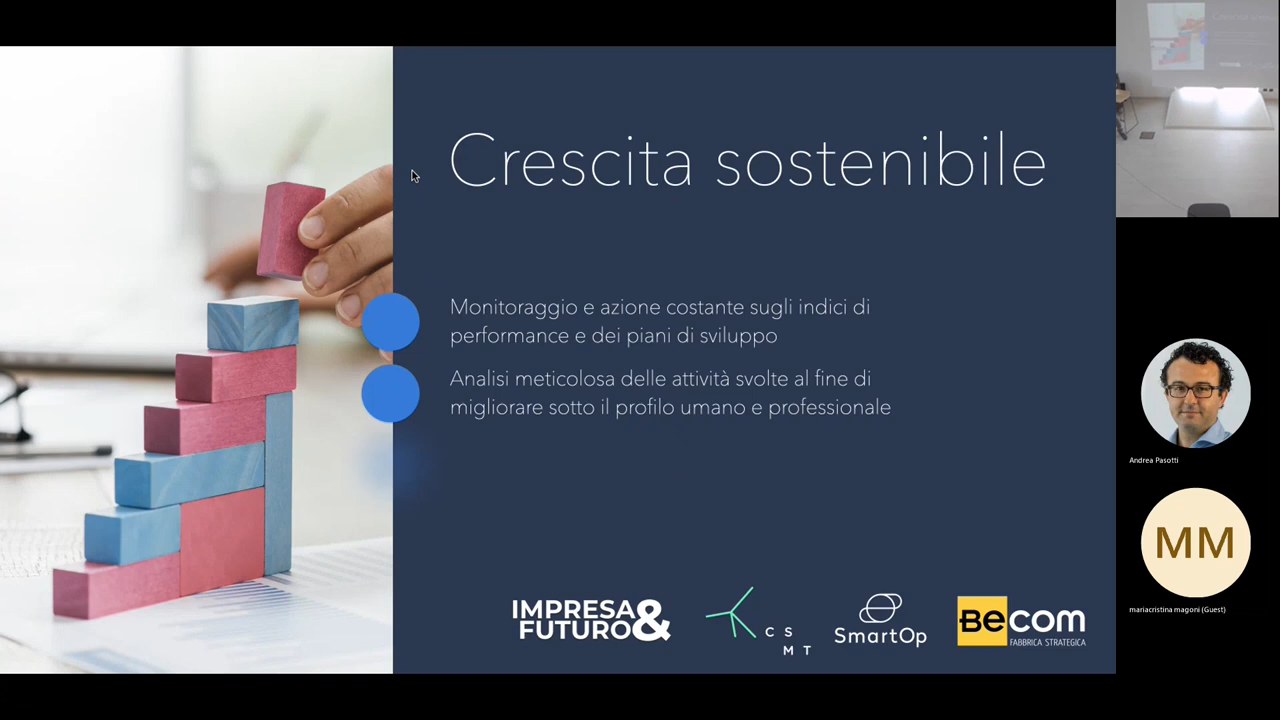 Crescita sostenibile
Monitoraggio e azione costante sugli indici di
performance e dei piani di sviluppo
Analisi meticolosa delle attività svolte al fine di
migliorare sotto il profilo umano e professionale
IMPRESA &
FUTURO
C S
M T
SmartOp
Becom
FABBRICA STRATEGICA
Andrea Pasotti
MM
mariacristina magoni (Guest)